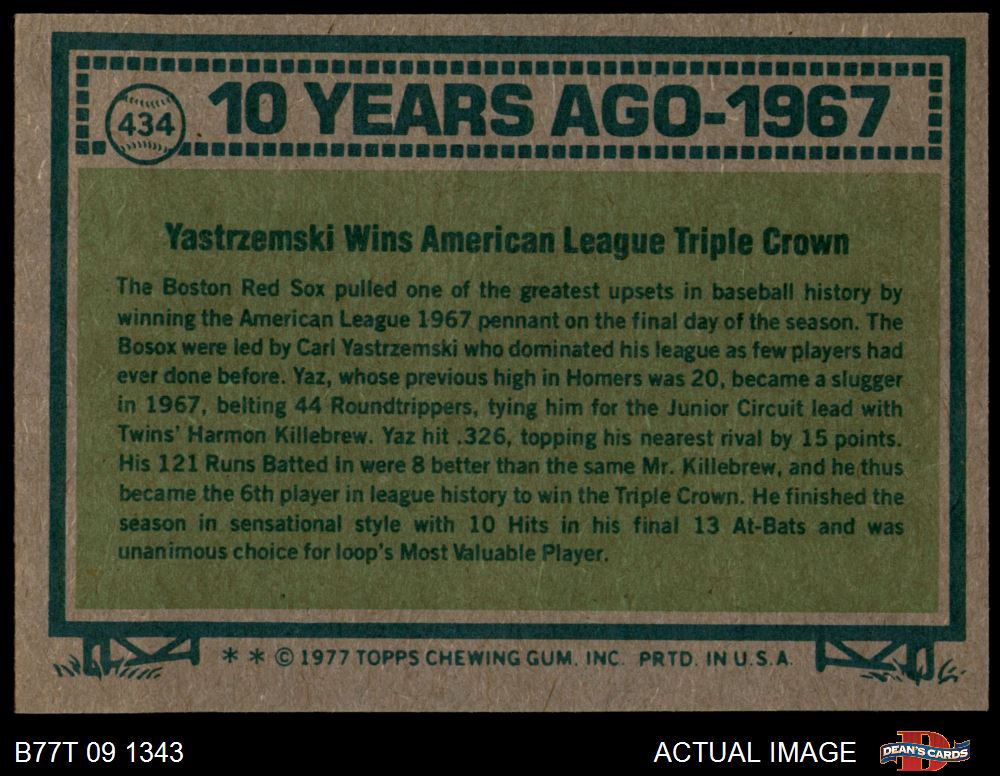 434
10 YEARS AGO-1967
Yastrzemski Wins American League Triple Crown
The Boston Red Sox pulled one of the greatest upsets in baseball history by
winning the American League 1967 pennant on the final day of the season. The
Bosox were led by Carl Yastrzemski who dominated his league as few players had
ever done before. Yaz, whose previous high in Homers was 20, became a slugger
in 1967, belting 44 Roundtrippers, tying him for the Junior Circuit lead with
Twins' Harmon Killebrew. Yaz hit .326, topping his nearest rival by 15 points.
His 121 Runs Batted In were 8 better than the same Mr. Killebrew, and he thus
became the 6th player in league history to win the Triple Crown. He finished the
season in sensational style with 10 Hits in his final 13 At-Bats and was
unanimous choice for loop's Most Valuable Player.
* * © 1977 TOPPS CHEWING GUM, INC. PRTD. IN U.S.A.
B77T 09 1343
ACTUAL IMAGE
D
DEAN'S CARDS